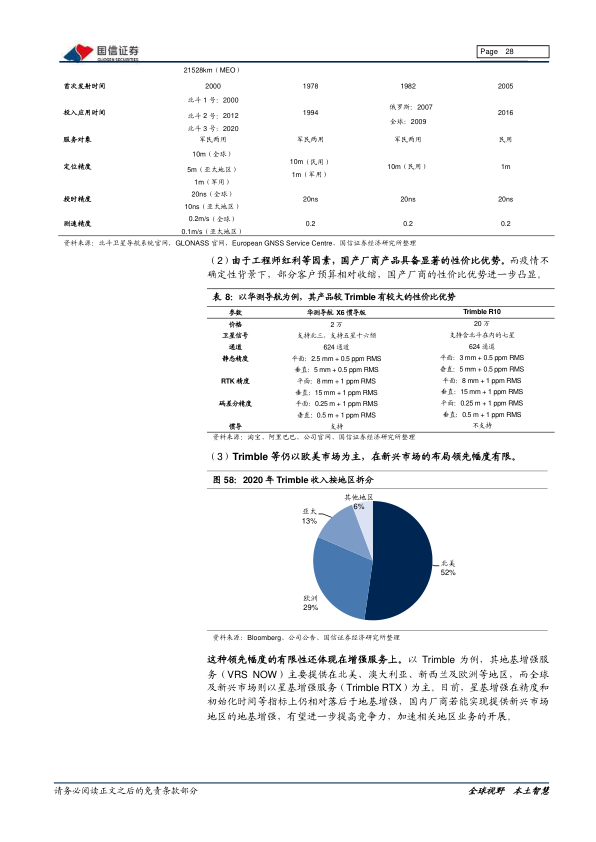 国信证券
GUOSEN SECURITIES
Page 28
21528km（MEO）
首次发射时间 2000 1978 1982 2005
投入应用时间 北斗1号：2000 北斗2号：2012 北斗3号：2020 1994 俄罗斯：2007 全球：2009 2016
服务对象 军民两用 军民两用 军民两用 民用
定位精度 10m（全球） 5m（亚太地区） 1m（军用） 10m（民用） 1m（军用） 10m（民用） 1m
授时精度 20ns（全球） 10ns（亚太地区） 20ns 20ns 20ns
测速精度 0.2m/s（全球） 0.1m/s（亚太地区） 0.2 0.2 0.2
资料来源：北斗卫星导航系统官网，GLONASS 官网，European GNSS Service Centre、国信证券经济研究所整理
（2）由于工程师红利等因素，国产厂商产品具备显著的性价比优势。而疫情不
确定性背景下，部分客户预算相对收缩，国产厂商的性价比优势进一步凸显。
表 8：以华测导航为例，其产品较 Trimble 有较大的性价比优势
参数 华测导航 X6 惯导版 Trimble R10
价格 2 万 20 万
卫星信号 支持北三，支持五星十六频 支持含北斗在内的七星
通道 624 通道 624 通道
静态精度 平面：2.5 mm + 0.5 ppm RMS 平面：3 mm + 0.5 ppm RMS
垂直：5 mm + 0.5 ppm RMS 垂直：5 mm + 0.5 ppm RMS
RTK 精度 平面：8 mm + 1 ppm RMS 平面：8 mm + 1 ppm RMS
垂直：15 mm + 1 ppm RMS 垂直：15 mm + 1 ppm RMS
码差分精度 平面：0.25 m + 1 ppm RMS 平面：0.25 m + 1 ppm RMS
垂直：0.5 m + 1 ppm RMS 垂直：0.5 m + 1 ppm RMS
惯导 支持 不支持
资料来源：淘宝、阿里巴巴、公司官网、国信证券经济研究所整理
（3）Trimble 等仍以欧美市场为主，在新兴市场的布局领先幅度有限。
图 58：2020 年 Trimble 收入按地区拆分
其他地区
6%
亚太
13%
北美
52%
欧洲
29%
资料来源：Bloomberg、公司公告、国信证券经济研究所整理
这种领先幅度的有限性还体现在增强服务上。以 Trimble 为例，其地基增强服
务（VRS NOW）主要提供在北美、澳大利亚、新西兰及欧洲等地区，而全球
及新兴市场则以星基增强服务（Trimble RTX）为主。目前，星基增强在精度和
初始化时间等指标上仍相对落后于地基增强，国内厂商若能实现提供新兴市场
地区的地基增强，有望进一步提高竞争力，加速相关地区业务的开展。
请务必阅读正文之后的免责条款部分
全球视野 本土智慧